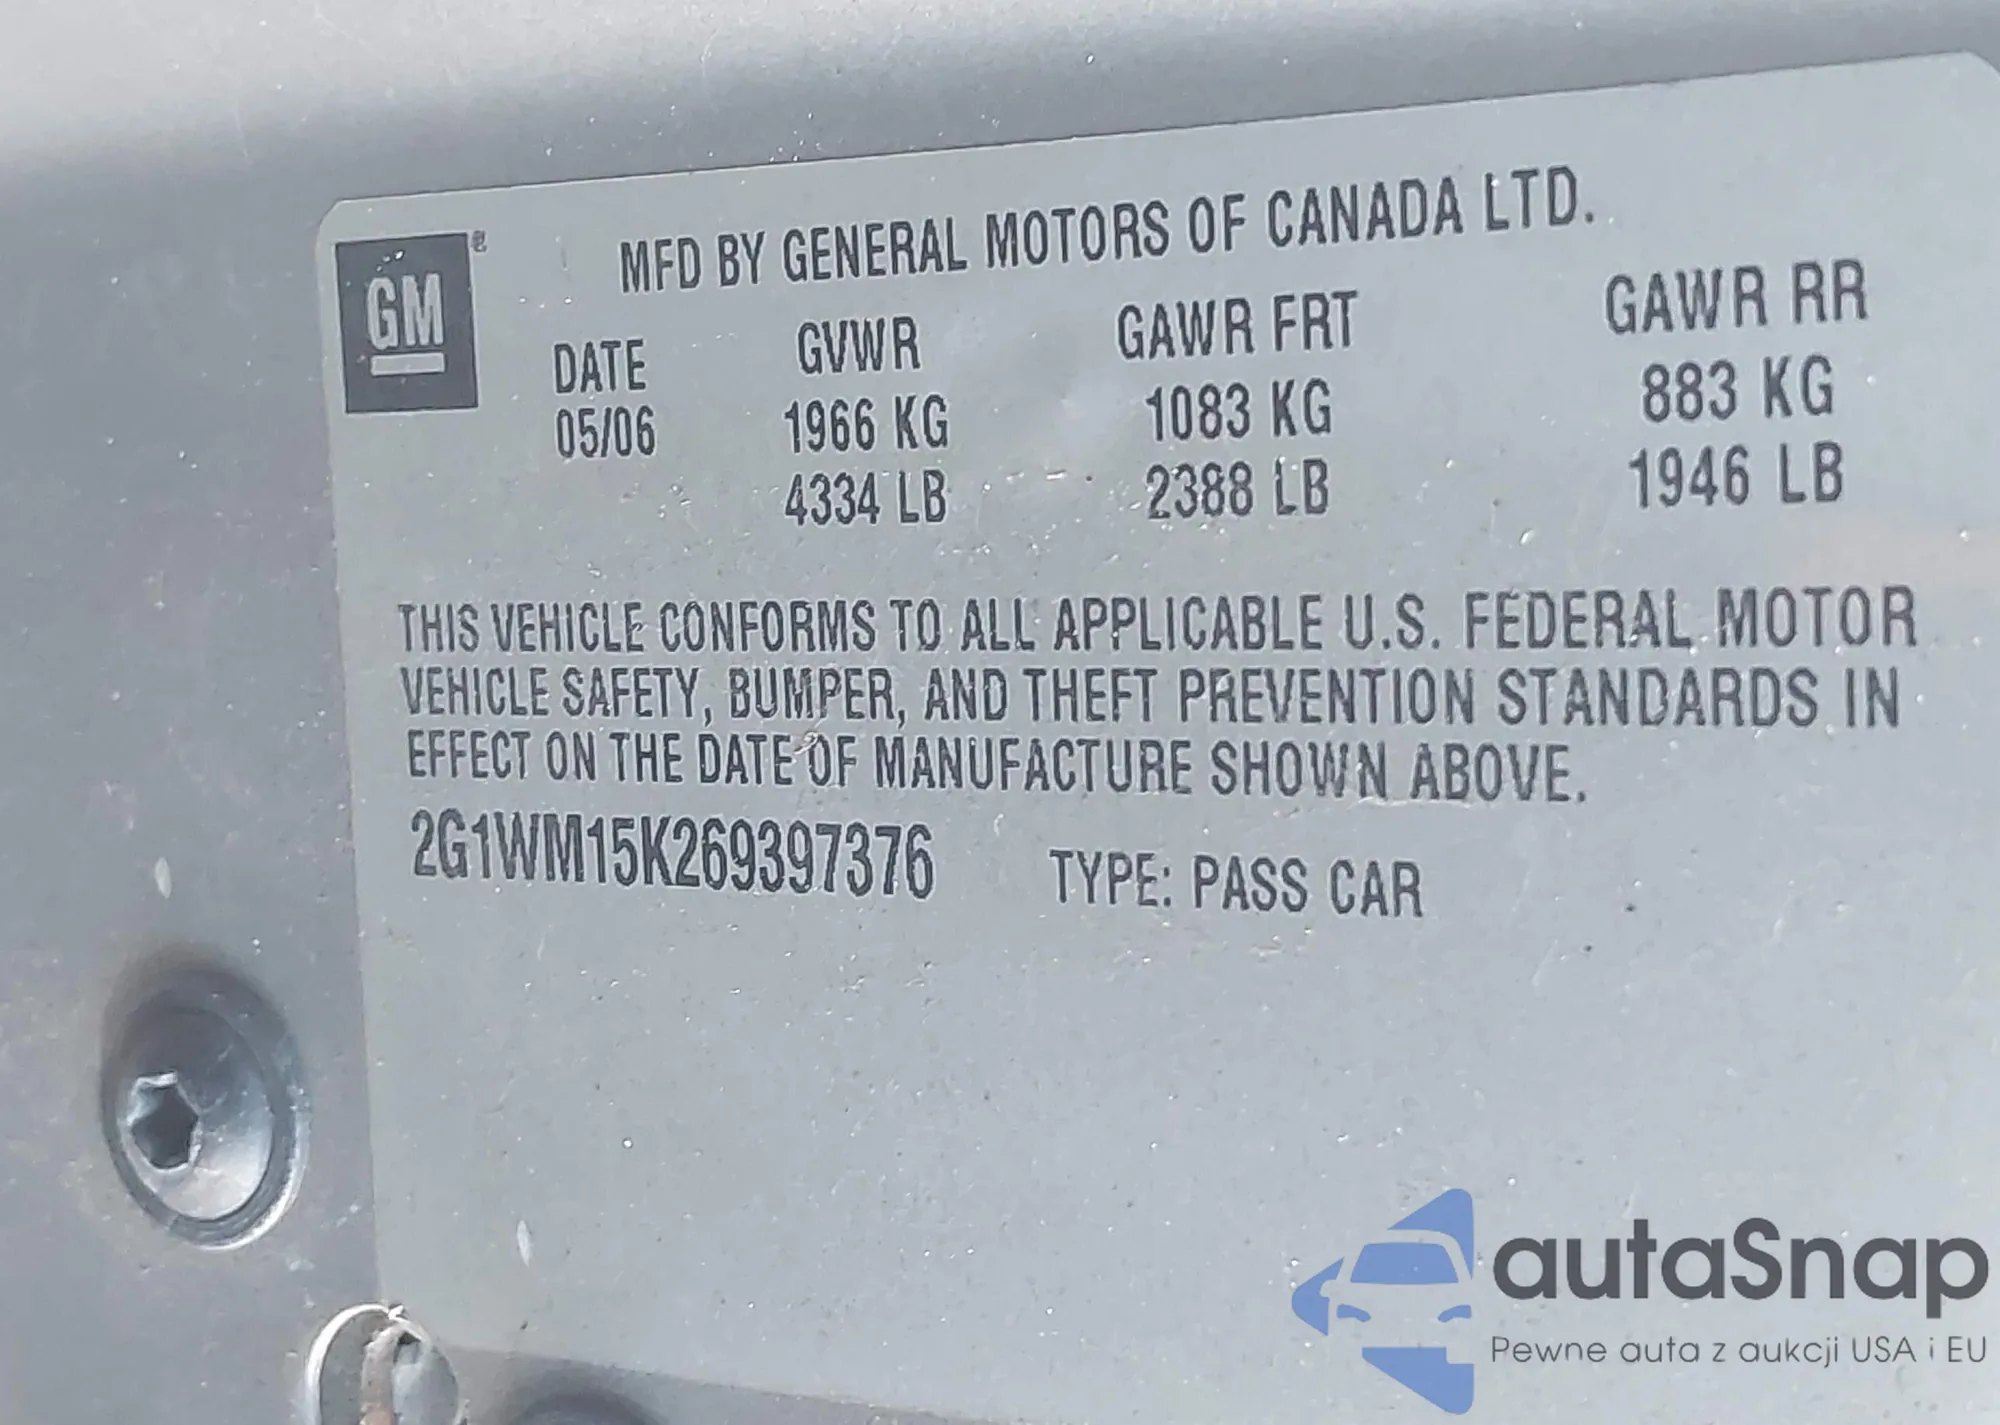 GM
MFD BY GENERAL MOTORS OF CANADA LTD.
DATE GVWR GAWR FRT GAWR RR
05/06 1966 KG 1083 KG 883 KG
4334 LB 2388 LB 1946 LB
THIS VEHICLE CONFORMS TO ALL APPLICABLE U.S. FEDERAL MOTOR
VEHICLE SAFETY, BUMPER, AND THEFT PREVENTION STANDARDS IN
EFFECT ON THE DATE OF MANUFACTURE SHOWN ABOVE.
2G1WM15K269397376 TYPE: PASS CAR
autaSnap
Pewne auta z aukcji USA i EU